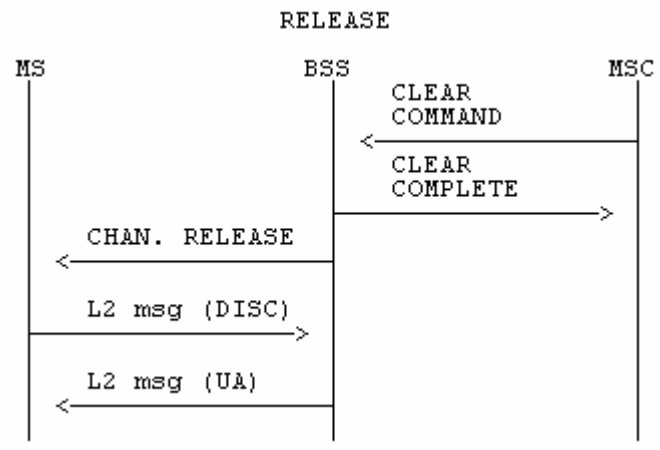 RELEASE
MS BSS MSC
CLEAR
COMMAND
CLEAR
COMPLETE
CHAN. RELEASE
L2 msg (DISC)
L2 msg (UA)